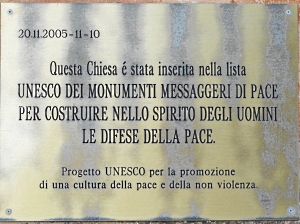 20.11.2005-11-10
Questa Chiesa é stata inserita nella lista
UNESCO DEI MONUMENTI MESSAGGERI DI PACE
PER COSTRUIRE NELLO SPIRITO DEGLI UOMINI
LE DIFESE DELLA PACE.
Progetto UNESCO per la promozione
di una cultura della pace e della non violenza.